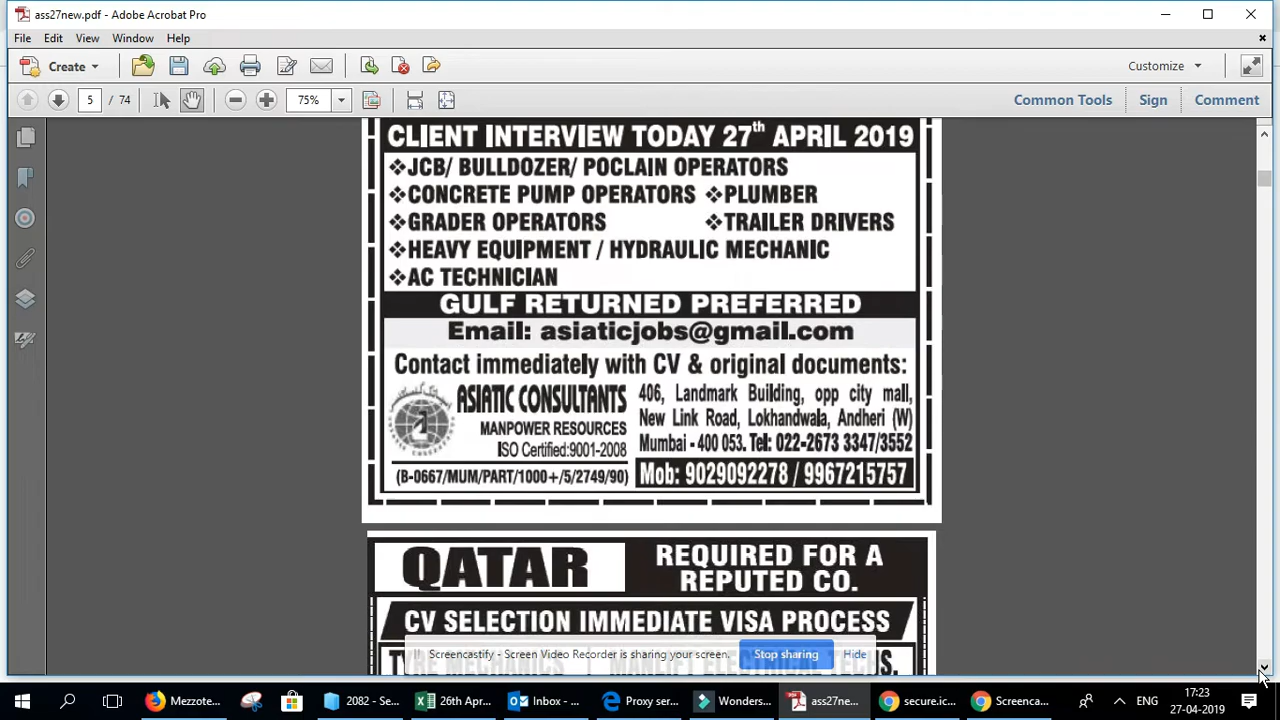 ass27new.pdf - Adobe Acrobat Pro
File Edit View Window Help
Create
Customize
5 / 74
75%
Common Tools Sign Comment
CLIENT INTERVIEW TODAY 27th APRIL 2019
❖JCB/ BULLDOZER/ POCLAIN OPERATORS
❖CONCRETE PUMP OPERATORS ❖PLUMBER
❖GRADER OPERATORS ❖TRAILER DRIVERS
❖HEAVY EQUIPMENT / HYDRAULIC MECHANIC
❖AC TECHNICIAN
GULF RETURNED PREFERRED
Email: asiaticjobs@gmail.com
Contact immediately with CV & original documents:
ASIATIC CONSULTANTS
MANPOWER RESOURCES
ISO Certified:9001-2008
(B-0667/MUM/PART/1000+/5/2749/90)
406, Landmark Building, opp city mall,
New Link Road, Lokhandwala, Andheri (W)
Mumbai - 400 053. Tel: 022-2673 3347/3552
Mob: 9029092278 / 9967215757
QATAR
REQUIRED FOR A
REPUTED CO.
CV SELECTION IMMEDIATE VISA PROCESS
Screencastify - Screen Video Recorder is sharing your screen. Stop sharing Hide
Mezzote... 2082 - Se... 26th Apr... Inbox - ... Proxy ser... Wonders... ass27ne... secure.ic... Screenca... ENG 17:23
27-04-2019